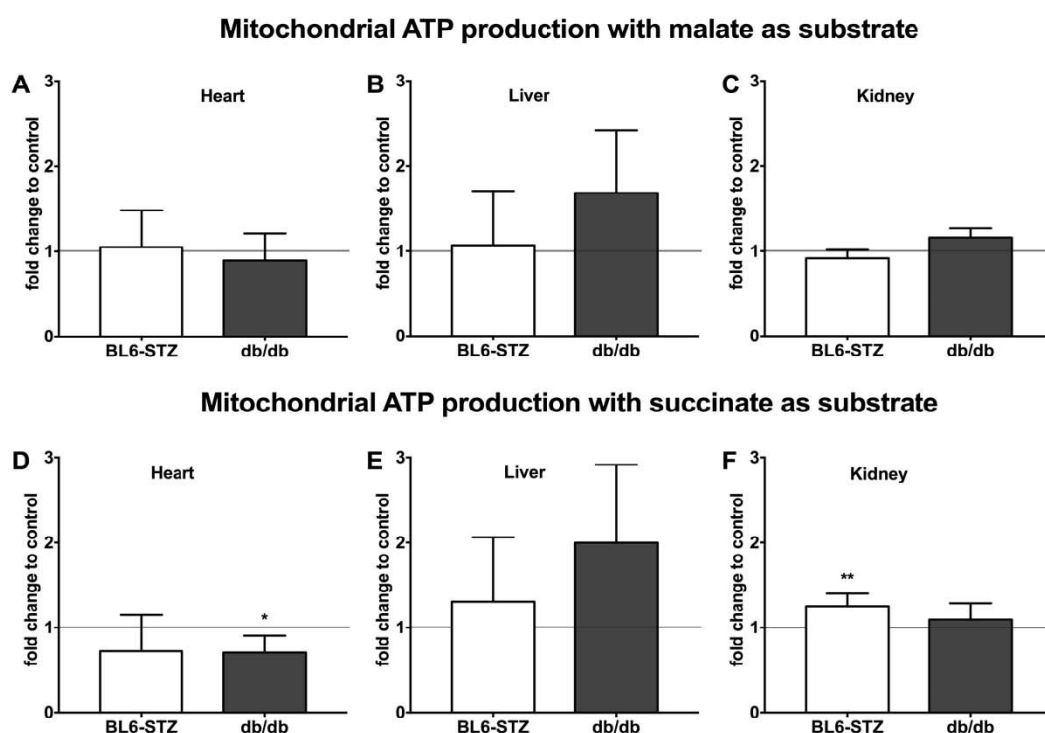 Mitochondrial ATP production with malate as substrate
A
Heart
fold change to control
3
2
1
0
BL6-STZ db/db
B
Liver
fold change to control
3
2
1
0
BL6-STZ db/db
C
Kidney
fold change to control
3
2
1
0
BL6-STZ db/db
Mitochondrial ATP production with succinate as substrate
D
Heart
fold change to control
3
2
1
0
*
BL6-STZ db/db
E
Liver
fold change to control
3
2
1
0
BL6-STZ db/db
F
Kidney
fold change to control
3
2
1
0
**
BL6-STZ db/db